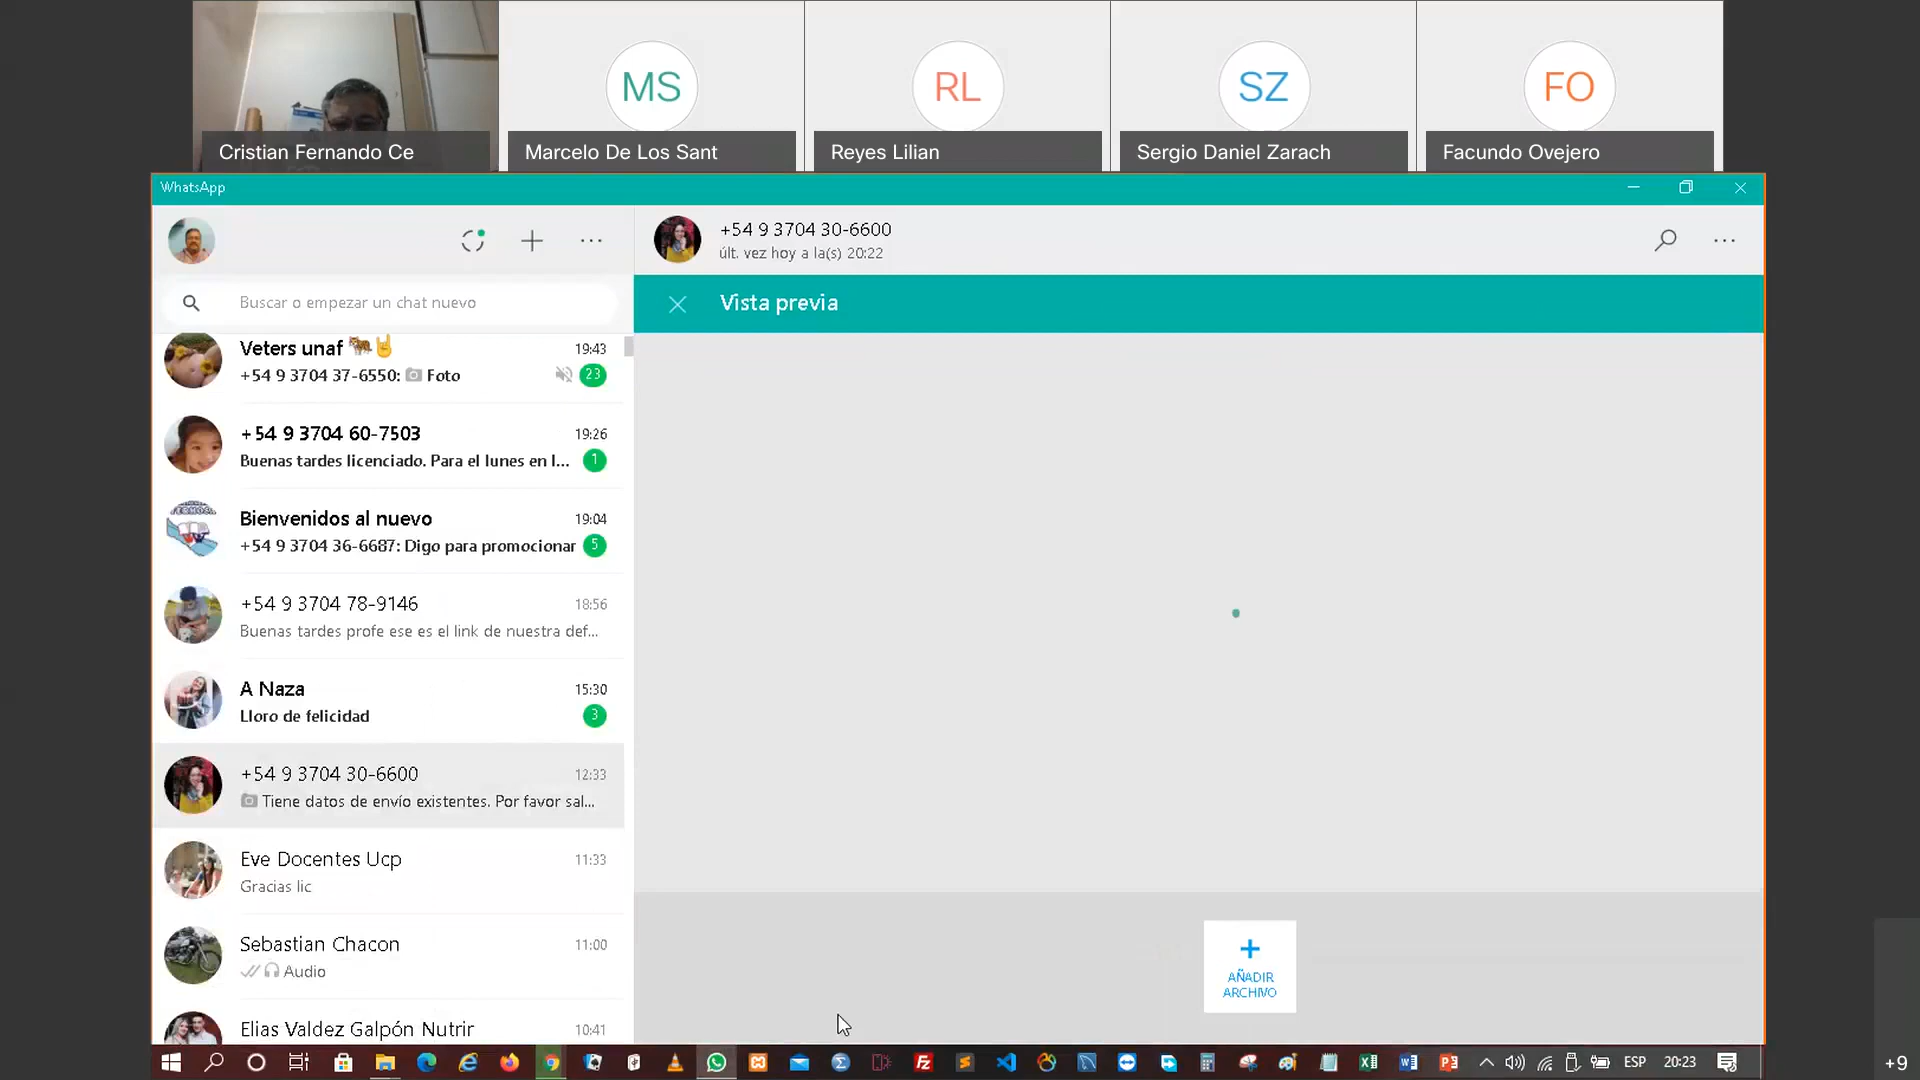 MS
RL
SZ
FO
Cristian Fernando Ce
Marcelo De Los Sant
Reyes Lilian
Sergio Daniel Zarach
Facundo Ovejero
WhatsApp
+54 9 3704 30-6600
últ. vez hoy a la(s) 20:22
Buscar o empezar un chat nuevo
Vista previa
Veters unaf 🐅🤘 19:43
+54 9 3704 37-6550: Foto 23
+54 9 3704 60-7503 19:26
Buenas tardes licenciado. Para el lunes en l... 1
Bienvenidos al nuevo 19:04
+54 9 3704 36-6687: Digo para promocionar 5
+54 9 3704 78-9146 18:56
Buenas tardes profe ese es el link de nuestra def...
A Naza 15:30
Lloro de felicidad 3
+54 9 3704 30-6600 12:33
Tiene datos de envío existentes. Por favor sal...
Eve Docentes Ucp 11:33
Gracias lic
Sebastian Chacon 11:00
Audio
Elias Valdez Galpón Nutrir 10:41
AÑADIR
ARCHIVO
ESP 20:23
+9